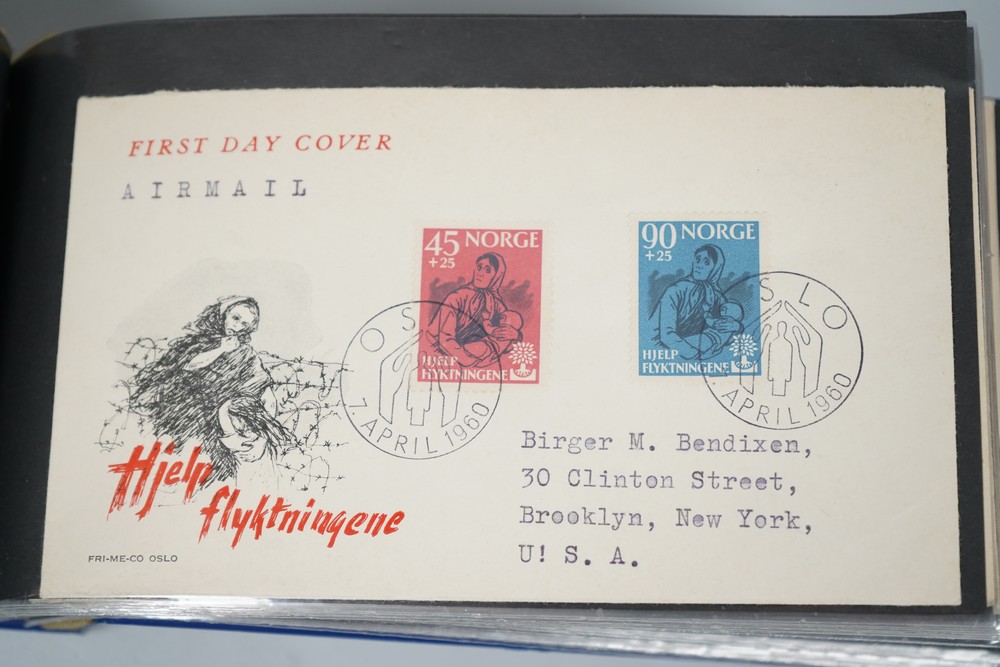 FIRST DAY COVER
AIRMAIL
45 NORGE
+25
HJELP
FLYKTNINGENE
90 NORGE
+25
HJELP
FLYKTNINGENE
OSLO
7. APRIL 1960
OSLO
7. APRIL 1960
Hjelp
flyktningene
Birger M. Bendixen,
30 Clinton Street,
Brooklyn, New York,
U! S. A.
FRI-ME-CO OSLO